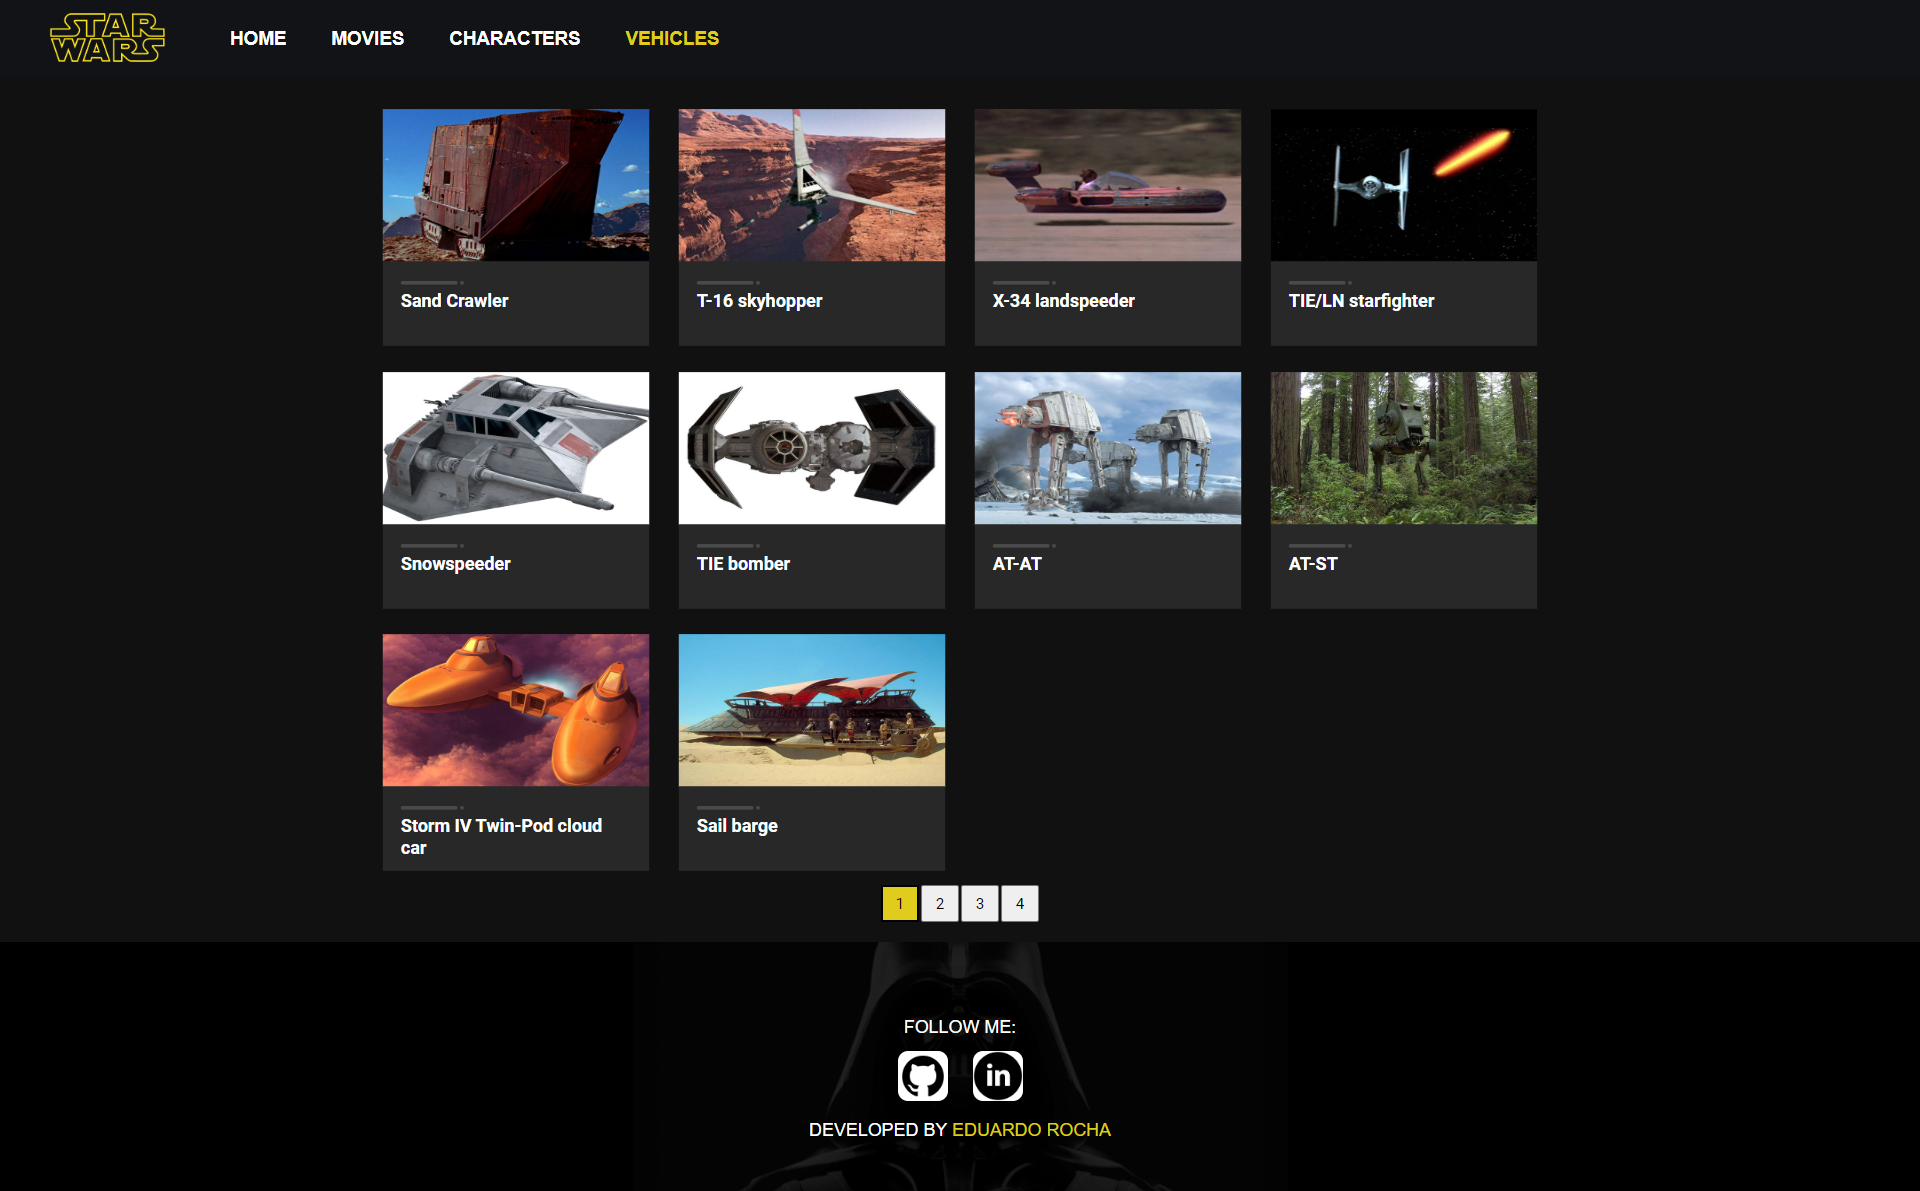 STAR
WARS
HOME MOVIES CHARACTERS VEHICLES
Sand Crawler
T-16 skyhopper
X-34 landspeeder
TIE/LN starfighter
Snowspeeder
TIE bomber
AT-AT
AT-ST
Storm IV Twin-Pod cloud
car
Sail barge
1 2 3 4
FOLLOW ME:
in
DEVELOPED BY EDUARDO ROCHA